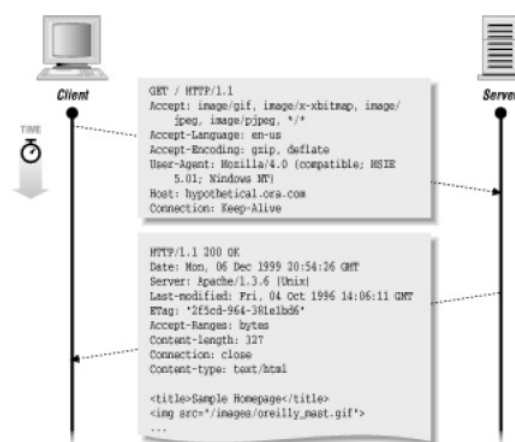 Client
Server
TIME
GET / HTTP/1.1
Accept: image/gif, image/x-xbitmap, image/
jpeg, image/pjpeg, */*
Accept-Language: en-us
Accept-Encoding: gzip, deflate
User-Agent: Mozilla/4.0 (compatible; MSIE
5.01; Windows NT)
Host: hypothetical.ora.com
Connection: Keep-Alive
HTTP/1.1 200 OK
Date: Mon, 06 Dec 1999 20:54:26 GMT
Server: Apache/1.3.6 (Unix)
Last-modified: Fri, 04 Oct 1996 14:06:11 GMT
ETag: "2f5cd-964-381e1bd6"
Accept-Ranges: bytes
Content-length: 327
Connection: close
Content-type: text/html
<title>Sample Homepage</title>
<img src="/images/oreilly_mast.gif">
...